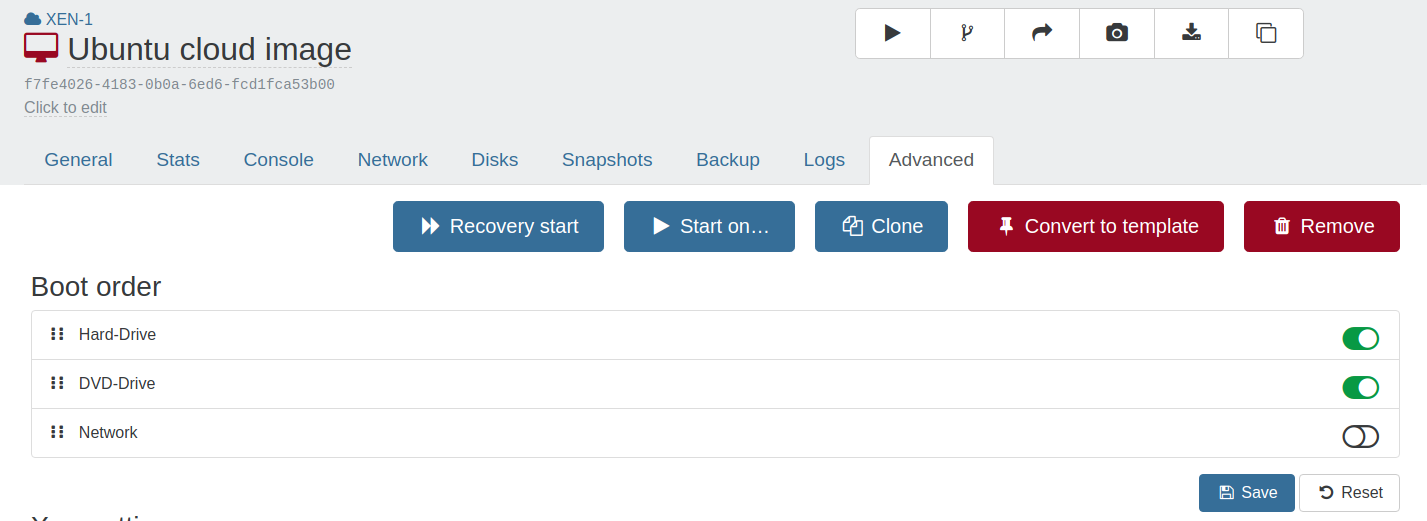 XEN-1
Ubuntu cloud image
f7fe4026-4183-0b0a-6ed6-fcd1fca53b00
Click to edit
General Stats Console Network Disks Snapshots Backup Logs Advanced
Recovery start Start on… Clone Convert to template Remove
Boot order
Hard-Drive
DVD-Drive
Network
Save Reset